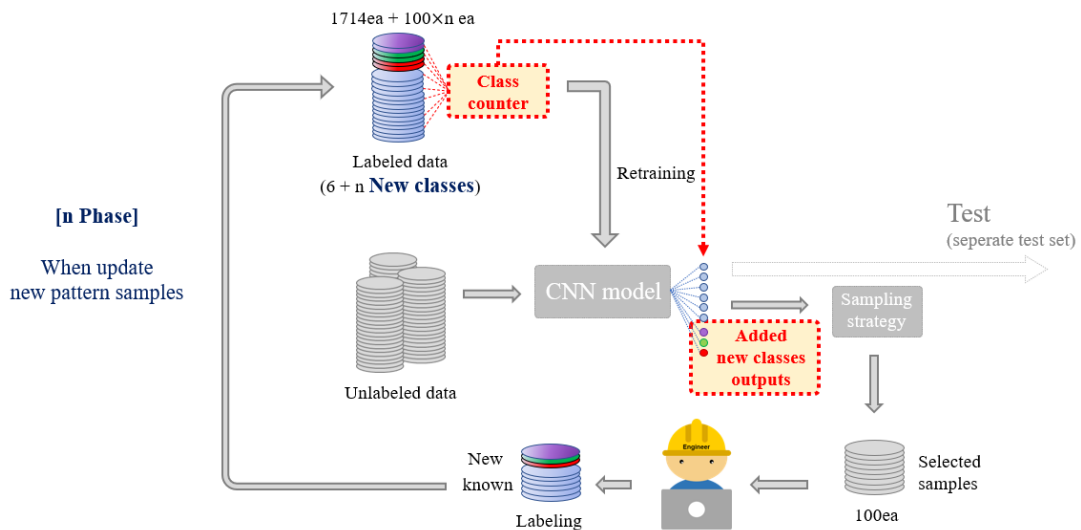 1714ea + 100×n ea
Class
counter
Labeled data
(6 + n New classes)
Retraining
[n Phase]
When update
new pattern samples
Test
(seperate test set)
CNN model
Sampling
strategy
Added
new classes
outputs
Unlabeled data
Engineer
New
known
Labeling
Selected
samples
100ea